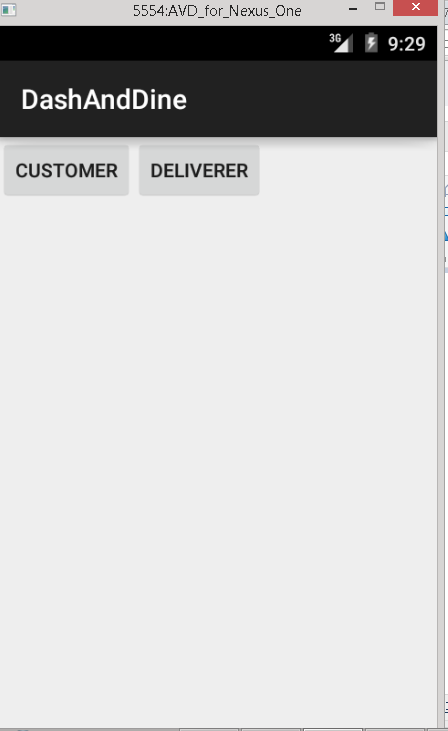 5554:AVD_for_Nexus_One
3G 9:29
DashAndDine
CUSTOMER DELIVERER